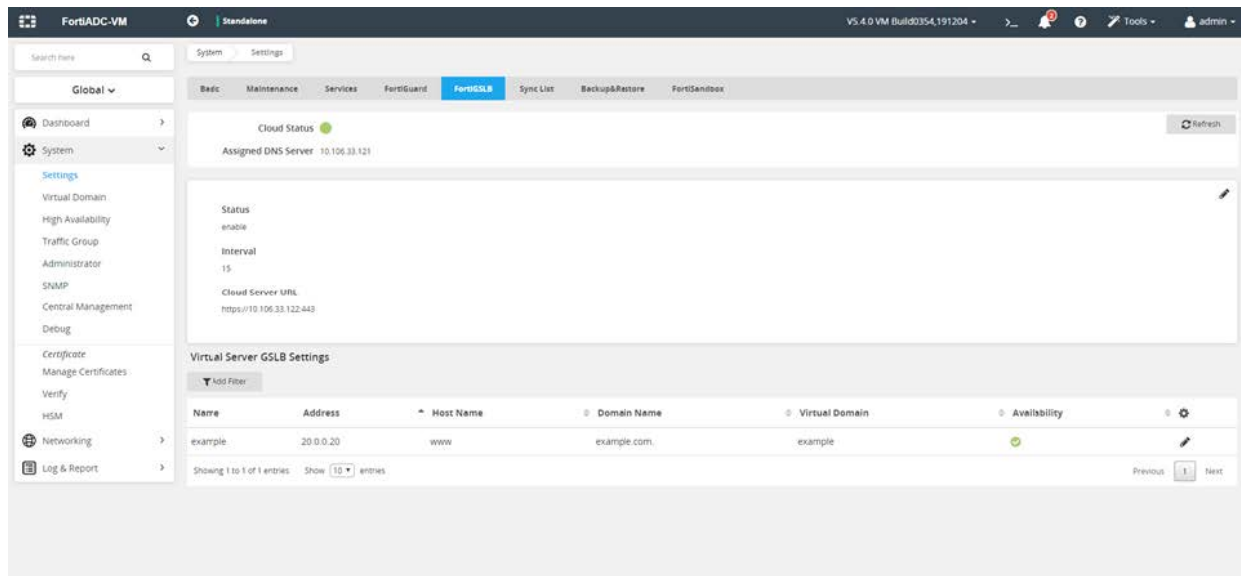 FortiADC-VM
Standalone
V5.4.0 VM Build0354,191204
>_
2
Tools
admin
Search here
System
Settings
Global
Basic
Maintenance
Services
FortiGuard
FortiGSLB
Sync List
Backup&Restore
FortiSandbox
Dashboard
System
Settings
Virtual Domain
High Availability
Traffic Group
Administrator
SNMP
Central Management
Debug
Certificate
Manage Certificates
Verify
HSM
Networking
Log & Report
Cloud Status
Refresh
Assigned DNS Server 10.106.33.121
Status
enable
Interval
15
Cloud Server URL
https://10.106.33.122:443
Virtual Server GSLB Settings
Add Filter
Name Address Host Name Domain Name Virtual Domain Availability
example 20.0.0.20 www example.com. example
Showing 1 to 1 of 1 entries Show 10 entries
Previous 1 Next